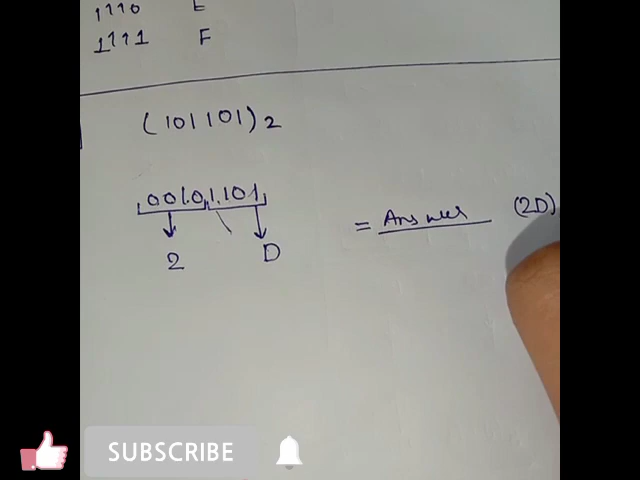 1110 E
1111 F
(101101)2
0010 1101
2 D
= Answer (2D)
SUBSCRIBE